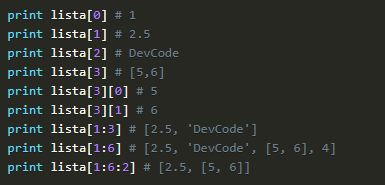 print lista[0] # 1
print lista[1] # 2.5
print lista[2] # DevCode
print lista[3] # [5,6]
print lista[3][0] # 5
print lista[3][1] # 6
print lista[1:3] # [2.5, 'DevCode']
print lista[1:6] # [2.5, 'DevCode', [5, 6], 4]
print lista[1:6:2] # [2.5, [5, 6]]